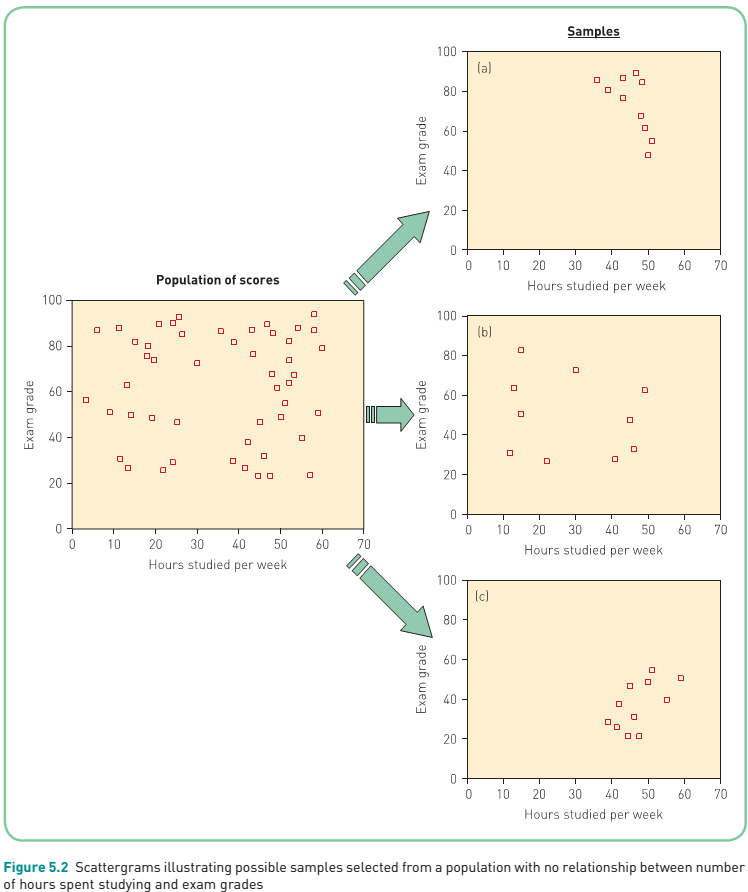 Samples
(a)
100
80
60
40
20
0
Exam grade
0 10 20 30 40 50 60 70
Hours studied per week
Population of scores
100
80
60
40
20
0
Exam grade
0 10 20 30 40 50 60 70
Hours studied per week
(b)
100
80
60
40
20
0
Exam grade
0 10 20 30 40 50 60 70
Hours studied per week
(c)
100
80
60
40
20
0
Exam grade
0 10 20 30 40 50 60 70
Hours studied per week
Figure 5.2 Scattergrams illustrating possible samples selected from a population with no relationship between number
of hours spent studying and exam grades